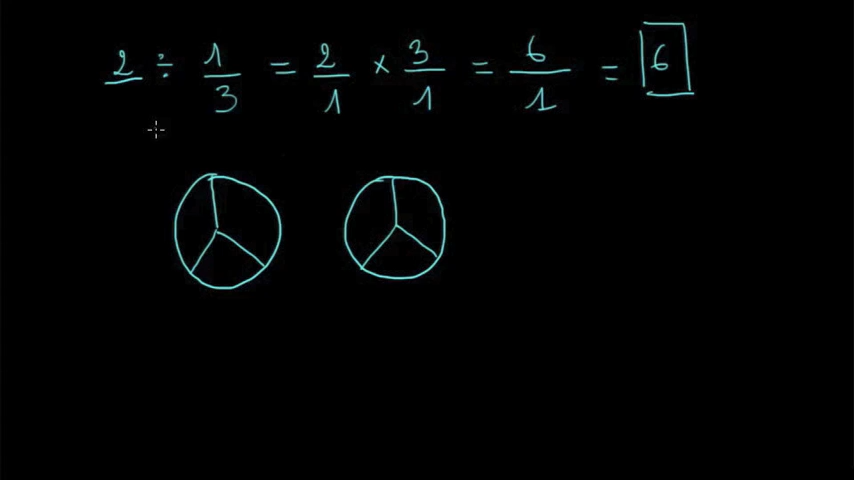 2 ÷ 1/3 = 2/1 × 3/1 = 6/1 = 6